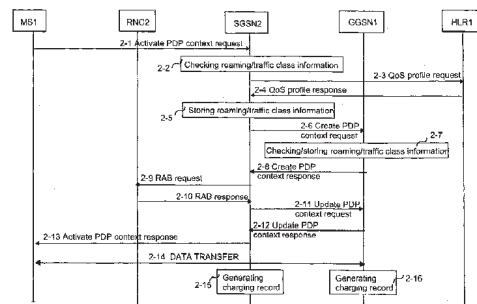 MS1 RNC2 SGSN2 GGSN1 HLR1
2-1 Activate PDP context request
2-2 Checking roaming/traffic class information
2-3 QoS profile request
2-4 QoS profile response
2-5 Storing roaming/traffic class information
2-6 Create PDP
context request
2-7
Checking/storing roaming/traffic class information
2-8 Create PDP
context response
2-9 RAB request
2-10 RAB response
2-11 Update PDP
context request
2-12 Update PDP
context response
2-13 Activate PDP context response
2-14 DATA TRANSFER
2-15 Generating
charging record
Generating
charging record
2-16